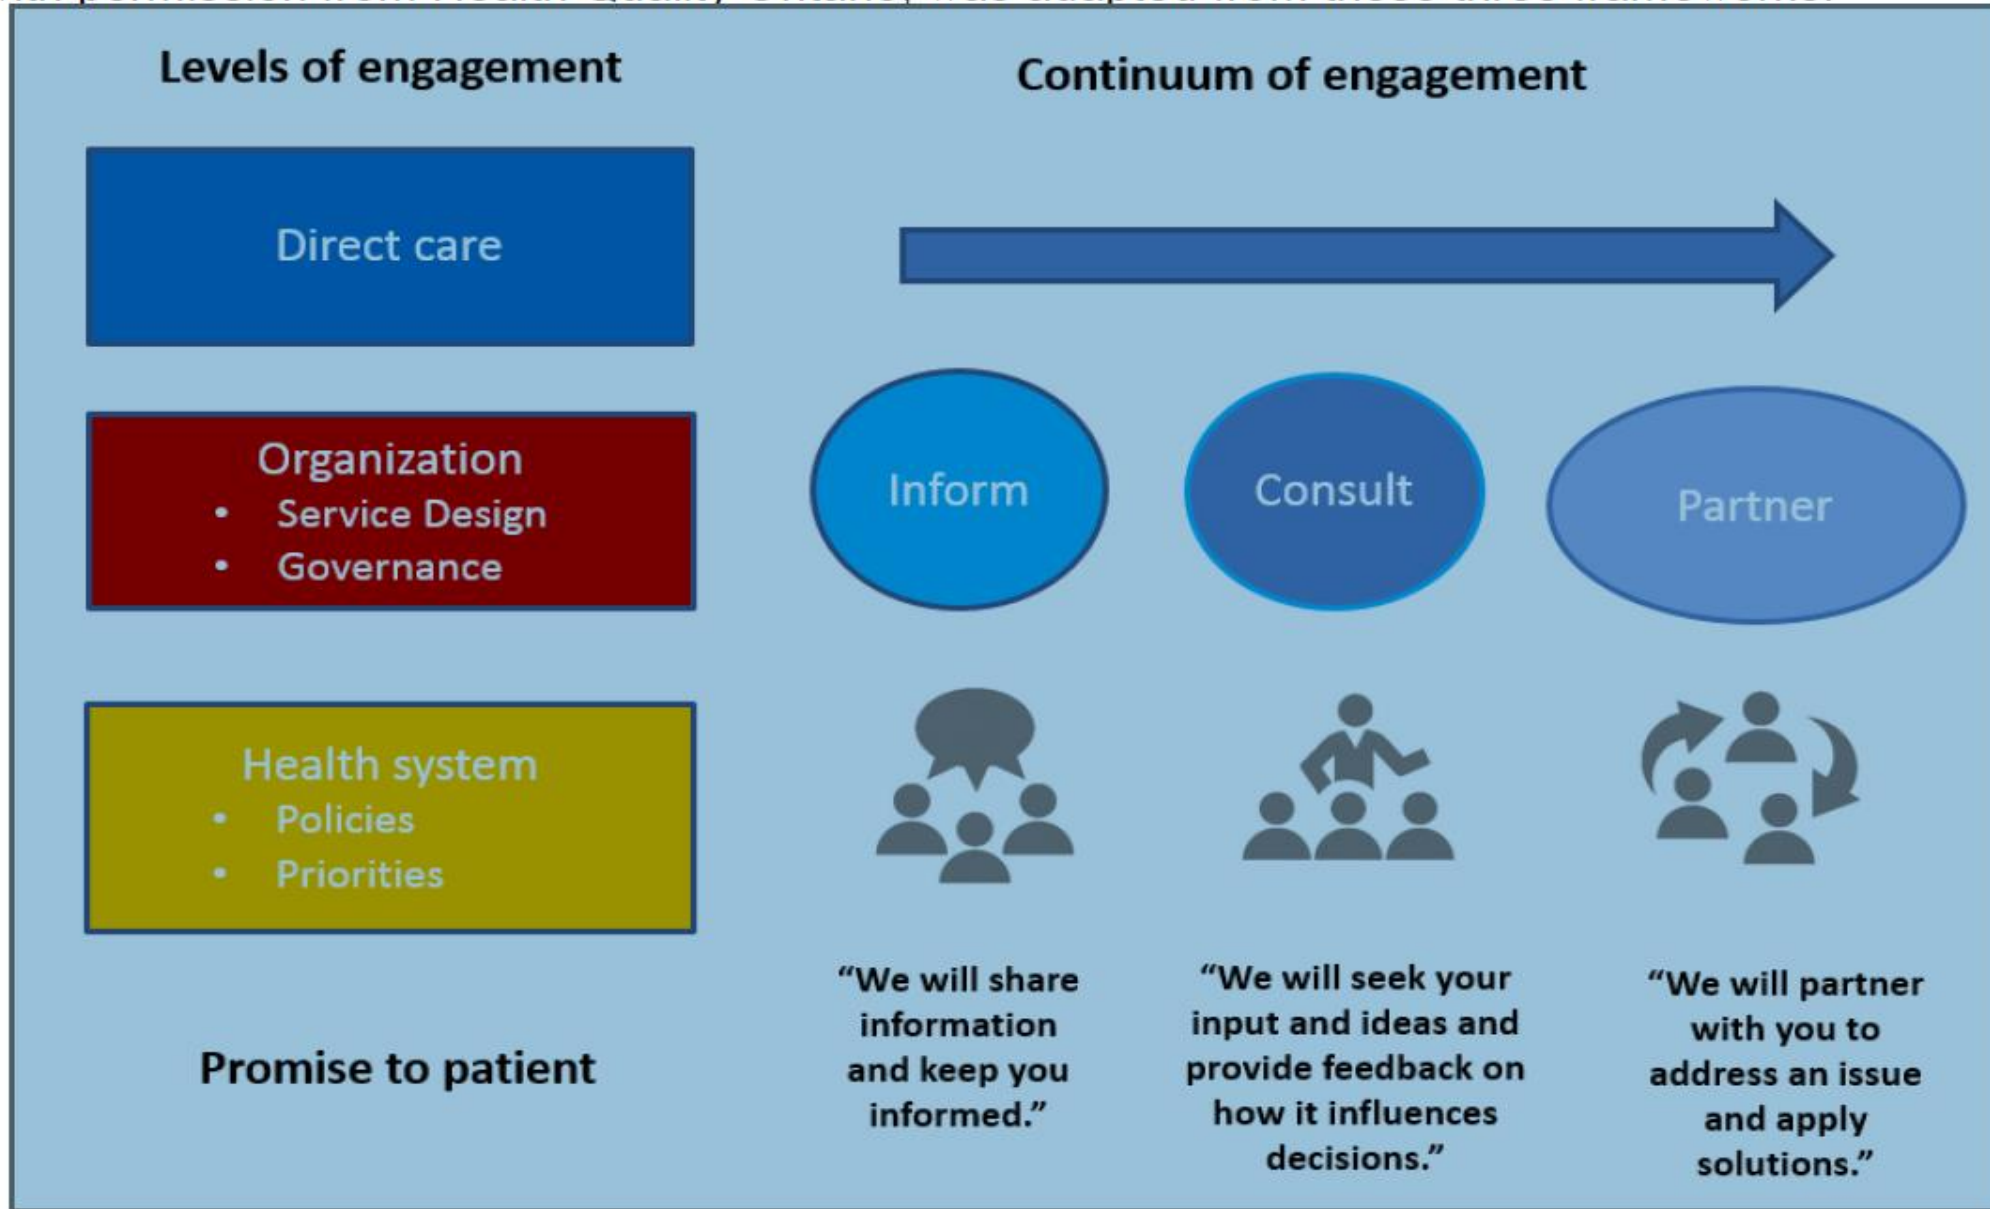 Levels of engagement
Continuum of engagement
Direct care
Organization
• Service Design
• Governance
Health system
• Policies
• Priorities
Inform
Consult
Partner
Promise to patient
“We will share
information
and keep you
informed.”
“We will seek your
input and ideas and
provide feedback on
how it influences
decisions.”
“We will partner
with you to
address an issue
and apply
solutions.”